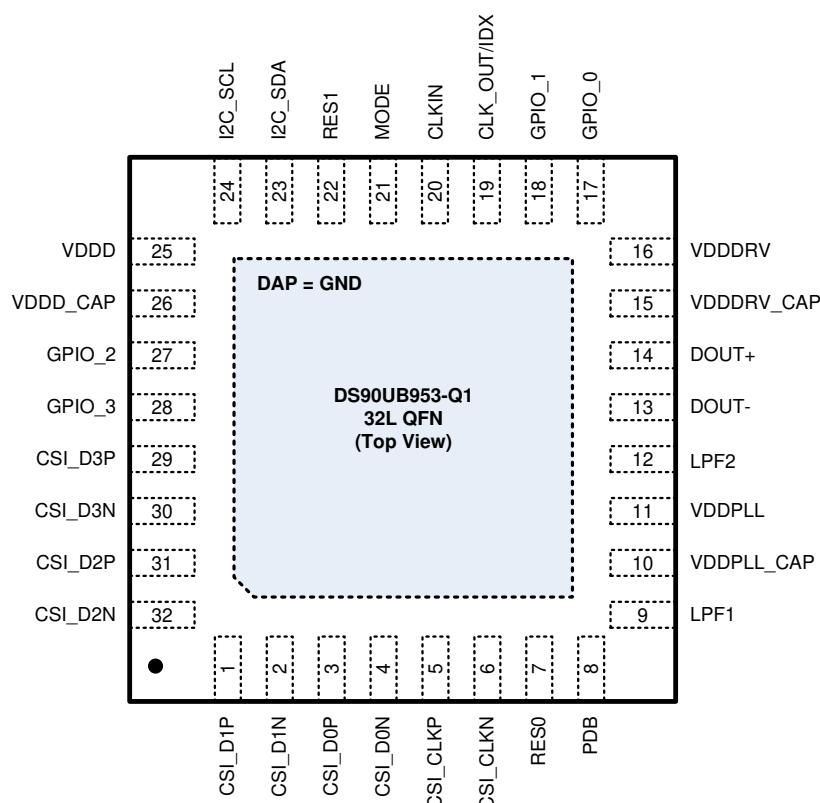 I2C_SCL
I2C_SDA
RES1
MODE
CLKIN
CLK_OUT/IDX
GPIO_1
GPIO_0
24
23
22
21
20
19
18
17
VDDD
25
16
VDDDRV
VDDD_CAP
26
15
VDDDRV_CAP
GPIO_2
27
14
DOUT+
GPIO_3
28
13
DOUT-
CSI_D3P
29
12
LPF2
CSI_D3N
30
11
VDDPLL
CSI_D2P
31
10
VDDPLL_CAP
CSI_D2N
32
9
LPF1
DAP = GND
DS90UB953-Q1
32L QFN
(Top View)
1
2
3
4
5
6
7
8
CSI_D1P
CSI_D1N
CSI_D0P
CSI_D0N
CSI_CLKP
CSI_CLKN
RES0
PDB